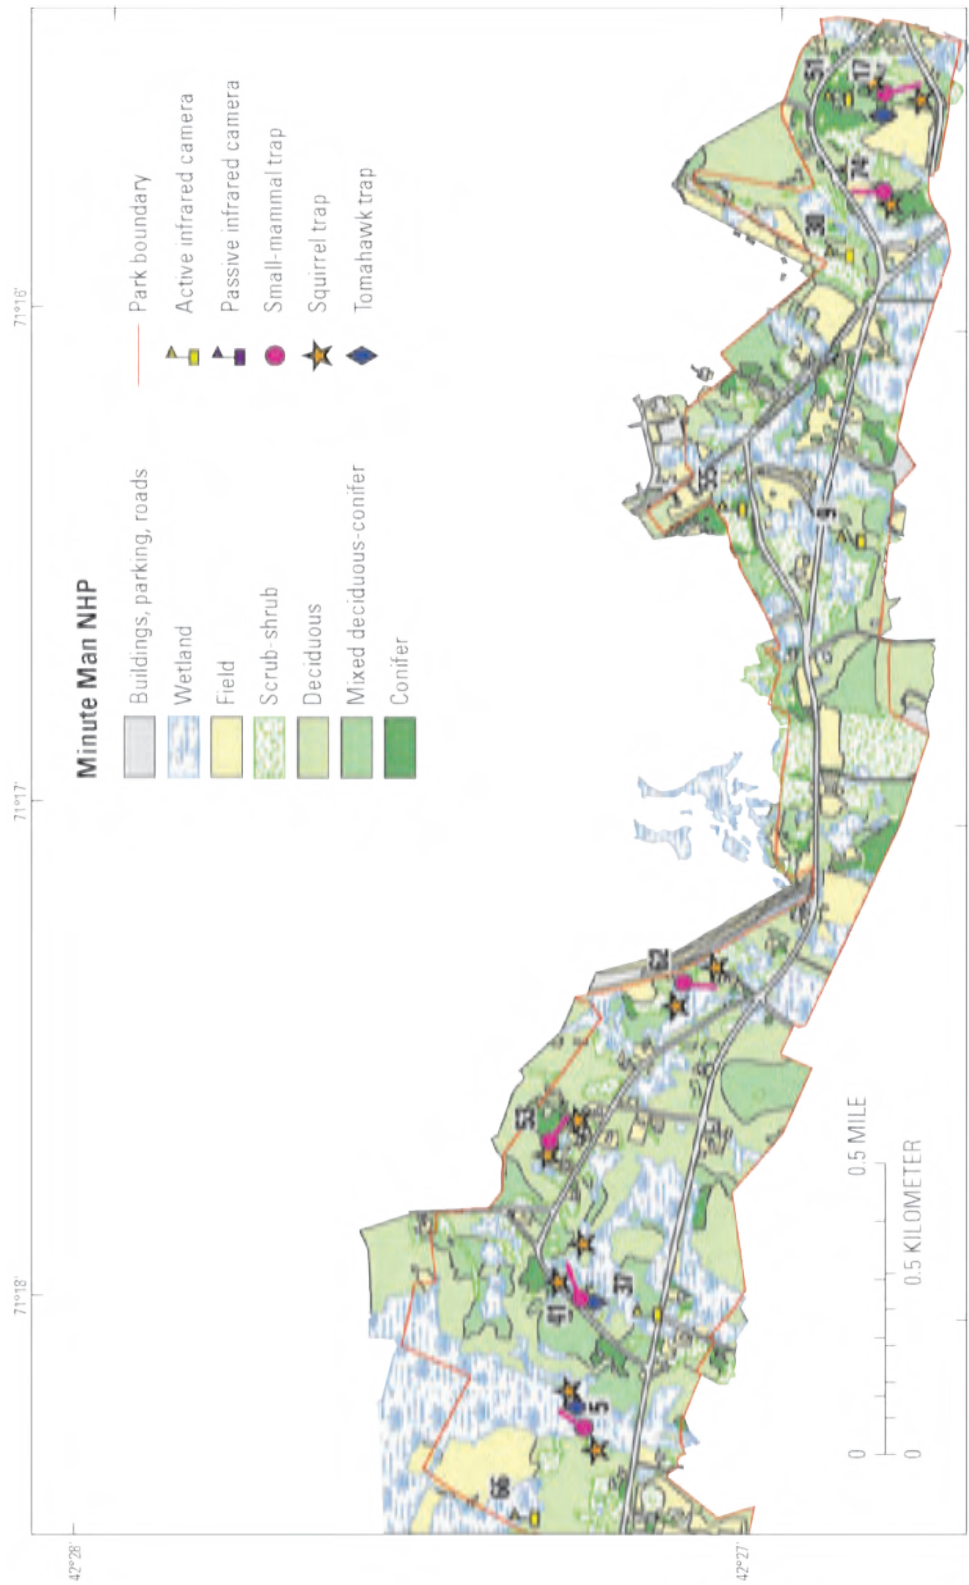 Minute Man NHP
Buildings, parking, roads
Wetland
Field
Scrub-shrub
Deciduous
Mixed deciduous-conifer
Conifer
Park boundary
Active infrared camera
Passive infrared camera
Small-mammal trap
Squirrel trap
Tomahawk trap
42°28'
42°27'
71°18'
71°17'
71°16'
66
5
41
37
53
62
9
55
30
74
51
17
0 0.5 MILE
0 0.5 KILOMETER